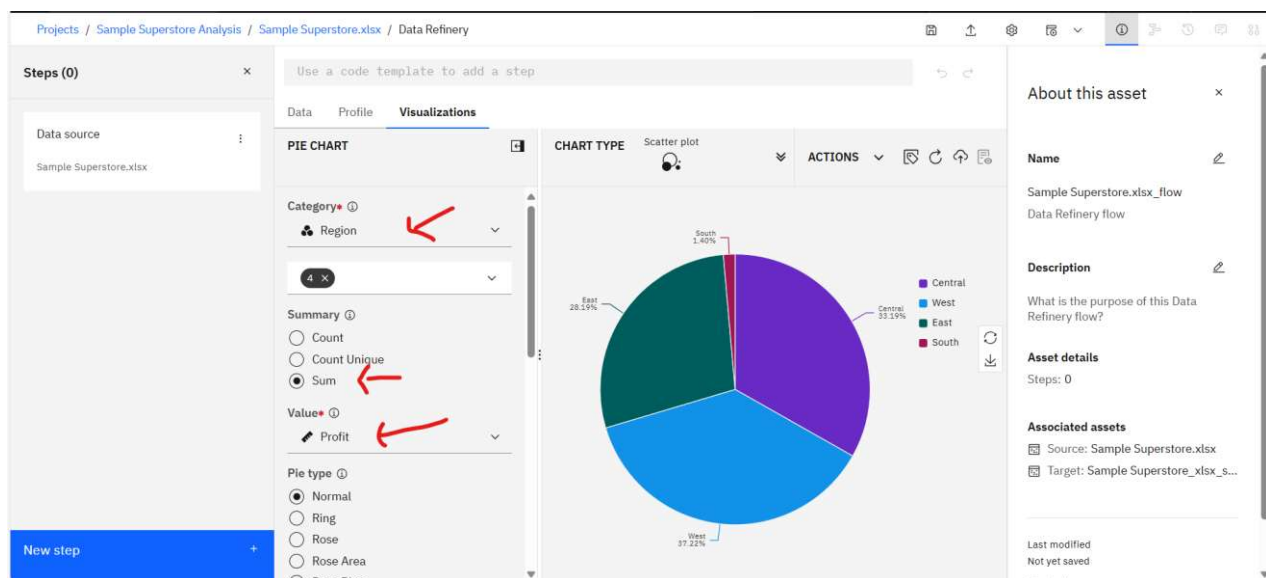 Projects / Sample Superstore Analysis / Sample Superstore.xlsx / Data Refinery
Steps (0)
Data source
Sample Superstore.xlsx
New step
Use a code template to add a step
Data Profile Visualizations
PIE CHART
Category*
Region
4
Summary
Count
Count Unique
Sum
Value*
Profit
Pie type
Normal
Ring
Rose
Rose Area
CHART TYPE
Scatter plot
ACTIONS
South
1.40%
East
28.19%
Central
33.19%
West
37.22%
Central
West
East
South
About this asset
Name
Sample Superstore.xlsx_flow
Data Refinery flow
Description
What is the purpose of this Data
Refinery flow?
Asset details
Steps: 0
Associated assets
Source: Sample Superstore.xlsx
Target: Sample Superstore_xlsx_s...
Last modified
Not yet saved